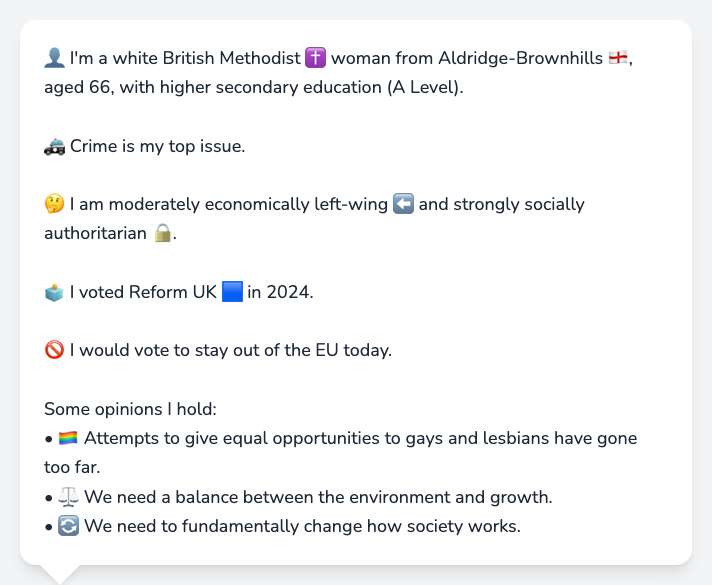 👤 I'm a white British Methodist ✝️ woman from Aldridge-Brownhills 🏴󠁧󠁢󠁥󠁮󠁧󠁿,
aged 66, with higher secondary education (A Level).
🚓 Crime is my top issue.
🤔 I am moderately economically left-wing ⬅️ and strongly socially
authoritarian 🔒.
🗳️ I voted Reform UK 🟦 in 2024.
🚫 I would vote to stay out of the EU today.
Some opinions I hold:
• 🏳️‍🌈 Attempts to give equal opportunities to gays and lesbians have gone
too far.
• ⚖️ We need a balance between the environment and growth.
• 🔄 We need to fundamentally change how society works.